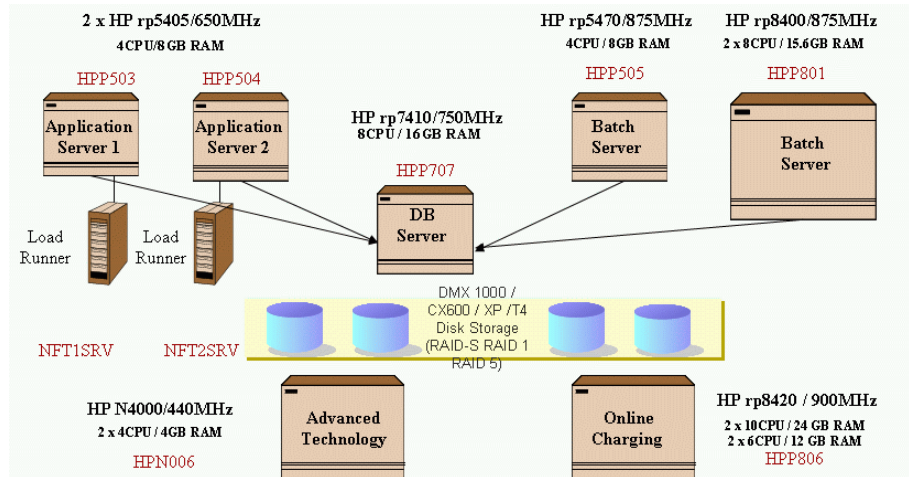 2 x HP rp5405/650MHz
4CPU/8GB RAM
HPP503
HPP504
Application
Server 1
Application
Server 2
HP rp7410/750MHz
8CPU / 16GB RAM
HPP707
DB
Server
HP rp5470/875MHz
4CPU / 8GB RAM
HPP505
Batch
Server
HP rp8400/875MHz
2 x 8CPU / 15.6GB RAM
HPP801
Batch
Server
Load
Runner
Load
Runner
NFT1SRV
NFT2SRV
DMX 1000 /
CX600 / XP /T4
Disk Storage
(RAID-S RAID 1
RAID 5)
HP N4000/440MHz
2 x 4CPU / 4GB RAM
HPN006
Advanced
Technology
Online
Charging
HP rp8420 / 900MHz
2 x 10CPU / 24 GB RAM
2 x 6CPU / 12 GB RAM
HPP806